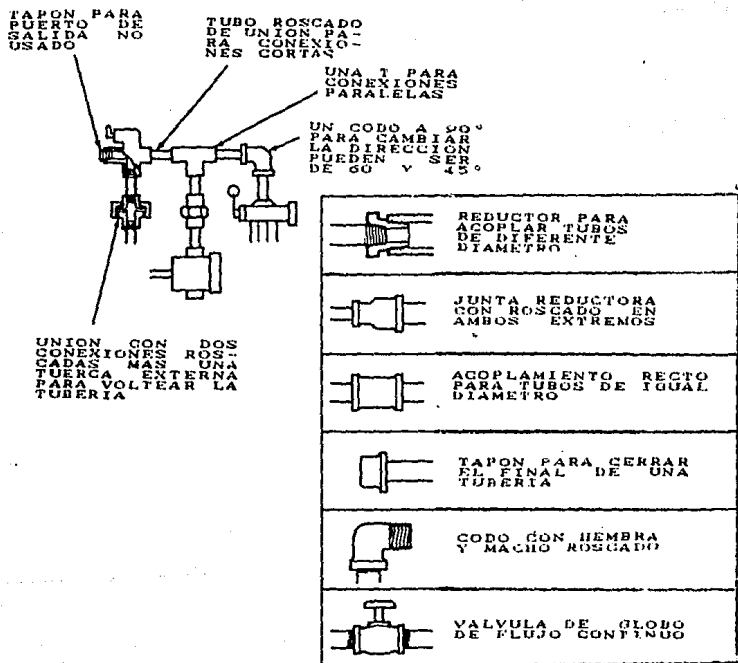 TAPON PARA
PUERTO DE
SALIDA NO
USADO
TUBO ROSCADO
DE UNION PA-
RA CONEXIO-
NES CORTAS
UNA T PARA
CONEXIONES
PARALELAS
UN CODO A 90°
PARA CAMBIAR
LA DIRECCION
PUEDEN SER
DE 60 Y 45°
UNION CON DOS
CONEXIONES ROS-
CADAS MAS UNA
TUERCA EXTERNA
PARA VOLTEAR LA
TUBERIA
REDUCTOR PARA
ACOPLAR TUBOS
DE DIFERENTE
DIAMETRO
JUNTA REDUCTORA
CON ROSCADO EN
AMBOS EXTREMOS
ACOPLAMIENTO RECTO
PARA TUBOS DE IGUAL
DIAMETRO
TAPON PARA CERRAR
EL FINAL DE UNA
TUBERIA
CODO CON HEMBRA
Y MACHO ROSCADO
VALVULA DE GLOBO
DE FLUJO CONTINUO